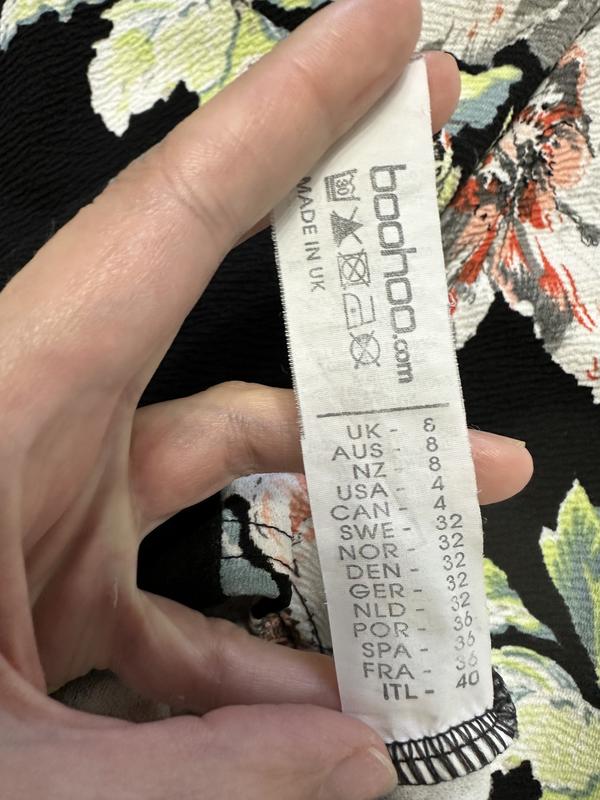 boohoo.com
30
MADE IN UK
UK - 8
AUS - 8
NZ - 8
USA - 4
CAN - 4
SWE - 32
NOR - 32
DEN - 32
GER - 32
NLD - 32
POR - 36
SPA - 36
FRA - 36
ITL - 40